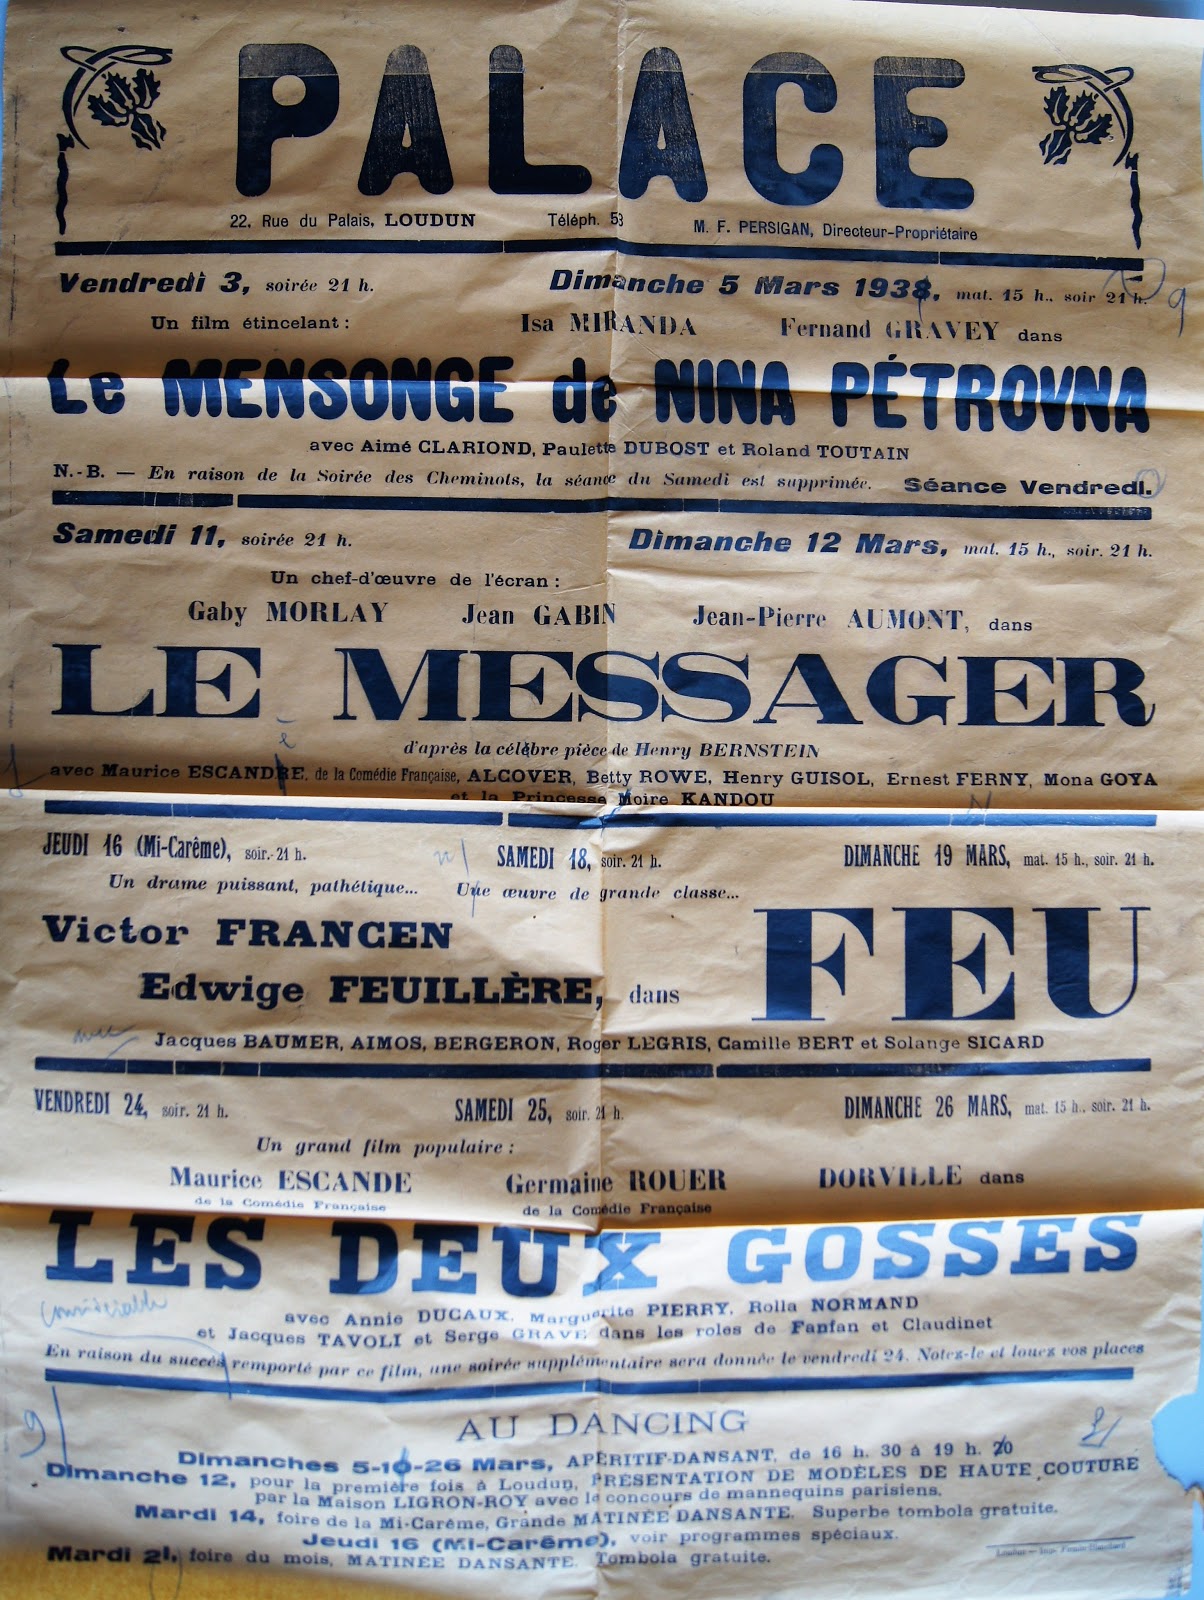 PALACE
22, Rue du Palais, LOUDUN Téléph. 53 M. F. PERSIGAN, Directeur-Propriétaire
Vendredi 3, soirée 21 h. Dimanche 5 Mars 1938, mat. 15 h., soir 21 h. 9
Un film étincelant : Isa MIRANDA Fernand GRAVEY dans
Le MENSONGE de NINA PÉTROVNA
avec Aimé CLARIOND, Paulette DUBOST et Roland TOUTAIN
N.-B. — En raison de la Soirée des Cheminots, la séance du Samedi est supprimée. Séance Vendredi.
Samedi 11, soirée 21 h. Dimanche 12 Mars, mat. 15 h., soir. 21 h.
Un chef-d'œuvre de l'écran :
Gaby MORLAY Jean GABIN Jean-Pierre AUMONT, dans
LE MESSAGER
d'après la célèbre pièce de Henry BERNSTEIN
é
avec Maurice ESCANDRE, de la Comédie Française, ALCOVER, Betty ROWE, Henry GUISOL, Ernest FERNY, Mona GOYA
et la Princesse Moire KANDOU
JEUDI 16 (Mi-Carême), soir. 21 h. n SAMEDI 18, soir. 21 h. DIMANCHE 19 MARS, mat. 15 h., soir. 21 h.
Un drame puissant, pathétique... Une œuvre de grande classe...
Victor FRANCEN
Edwige FEUILLÈRE, dans FEU
Jacques BAUMER, AIMOS, BERGERON, Roger LEGRIS, Camille BERT et Solange SICARD
VENDREDI 24, soir. 21 h. SAMEDI 25, soir. 21 h. DIMANCHE 26 MARS, mat. 15 h., soir. 21 h.
Un grand film populaire :
Maurice ESCANDE Germaine ROUER DORVILLE dans
de la Comédie Française de la Comédie Française
LES DEUX GOSSES
considérable
avec Annie DUCAUX, Marguerite PIERRY, Rolla NORMAND
et Jacques TAVOLI et Serge GRAVE dans les roles de Fanfan et Claudinet
En raison du succès remporté par ce film, une soirée supplémentaire sera donnée le vendredi 24. Notez-le et louez vos places
9
AU DANCING
Dimanches 5-1 -26 Mars, APÉRITIF-DANSANT, de 16 h. 30 à 19 h. 20
Dimanche 12, pour la première fois à Loudun, PRÉSENTATION DE MODÈLES DE HAUTE COUTURE
par la Maison LIGRON-ROY avec le concours de mannequins parisiens.
Mardi 14, foire de la Mi-Carême, Grande MATINÉE DANSANTE. Superbe tombola gratuite.
Jeudi 16 (Mi-Carême), voir programmes spéciaux.
Mardi 21, foire du mois, MATINÉE DANSANTE. Tombola gratuite.
Loudun — Imp.